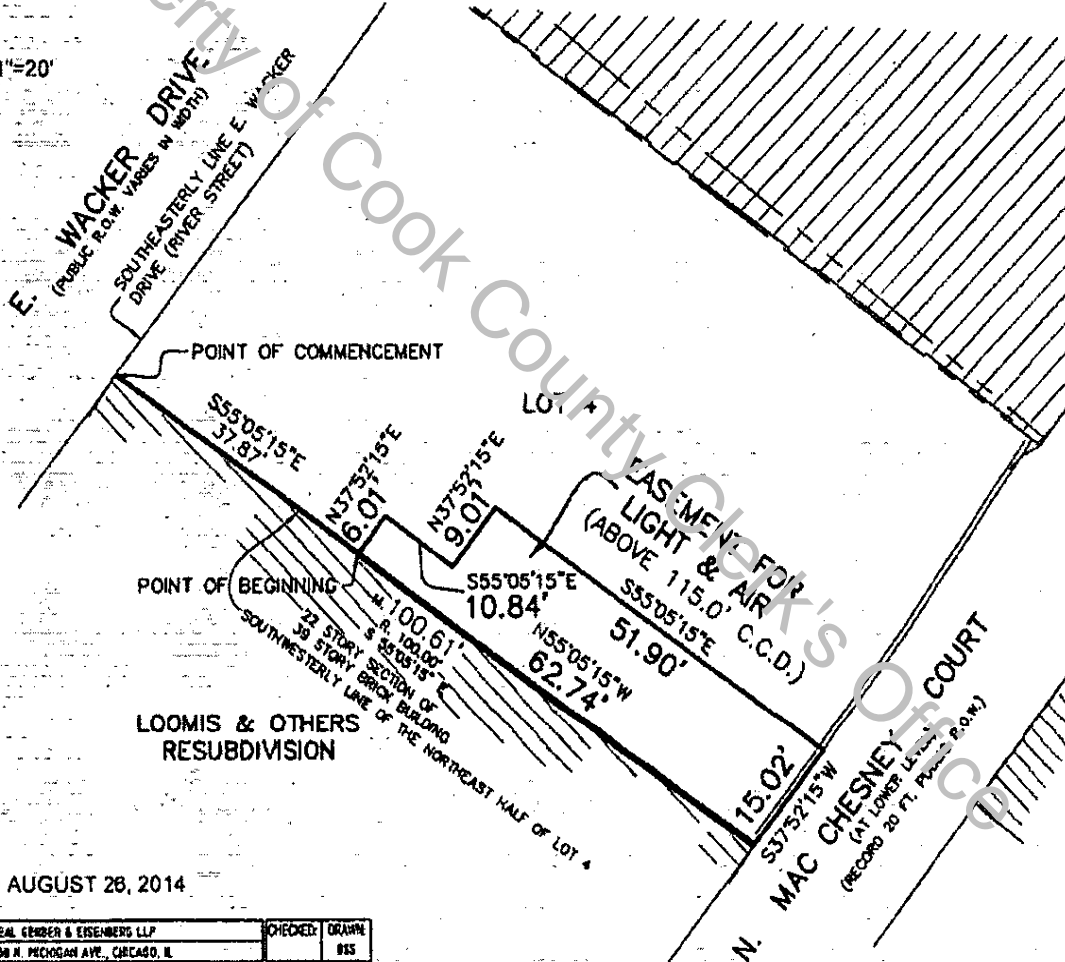 1"=20'
Property of Cook County Clerk's Office
E. WACKER DRIVE
(PUBLIC R.O.W. VARIES IN WIDTH)
SOUTHEASTERLY LINE E. WACKER
DRIVE (RIVER STREET)
POINT OF COMMENCEMENT
S55°05'15"E
37.87'
N37°52'15"E
6.01'
N37°52'15"E
9.01'
LOT 4
EASEMENT FOR
LIGHT & AIR
(ABOVE 115.0' C.C.D.)
S55°05'15"E
10.84'
S55°05'15"E
51.90'
POINT OF BEGINNING
M. 100.61'
R. 100.00'
S 55°05'15" E
N55°05'15"W
62.74'
22 STORY SECTION OF
39 STORY BRICK BUILDING
SOUTHWESTERLY LINE OF THE NORTHEAST HALF OF LOT 4
LOOMIS & OTHERS
RESUBDIVISION
15.02'
S37°52'15"W
N. MAC CHESNEY COURT
(AT LOWER LEVEL)
(RECORD 20 FT. PUBLIC R.O.W.)
AUGUST 26, 2014
EAL GERBER & EISENBERG LLP
N. MICHIGAN AVE., CHICAGO, IL
CHECKED:
DRAWN